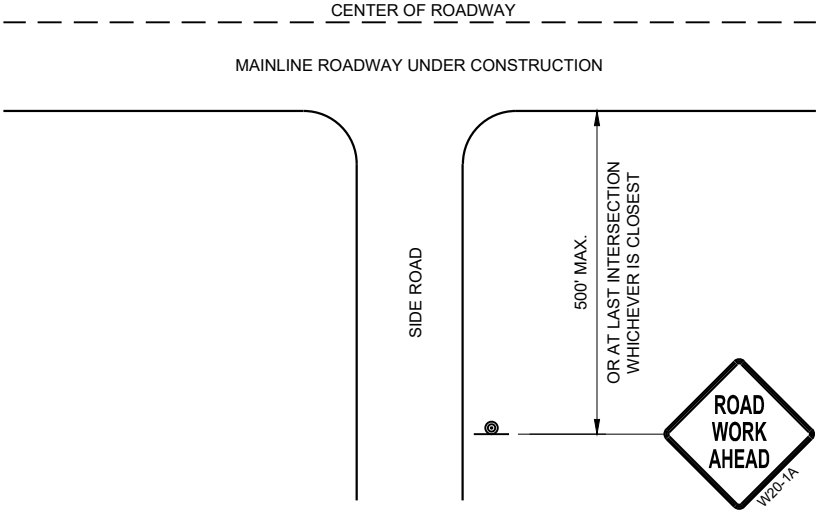 CENTER OF ROADWAY
MAINLINE ROADWAY UNDER CONSTRUCTION
SIDE ROAD
500' MAX.
OR AT LAST INTERSECTION
WHICHEVER IS CLOSEST
ROAD
WORK
AHEAD
W20-1A